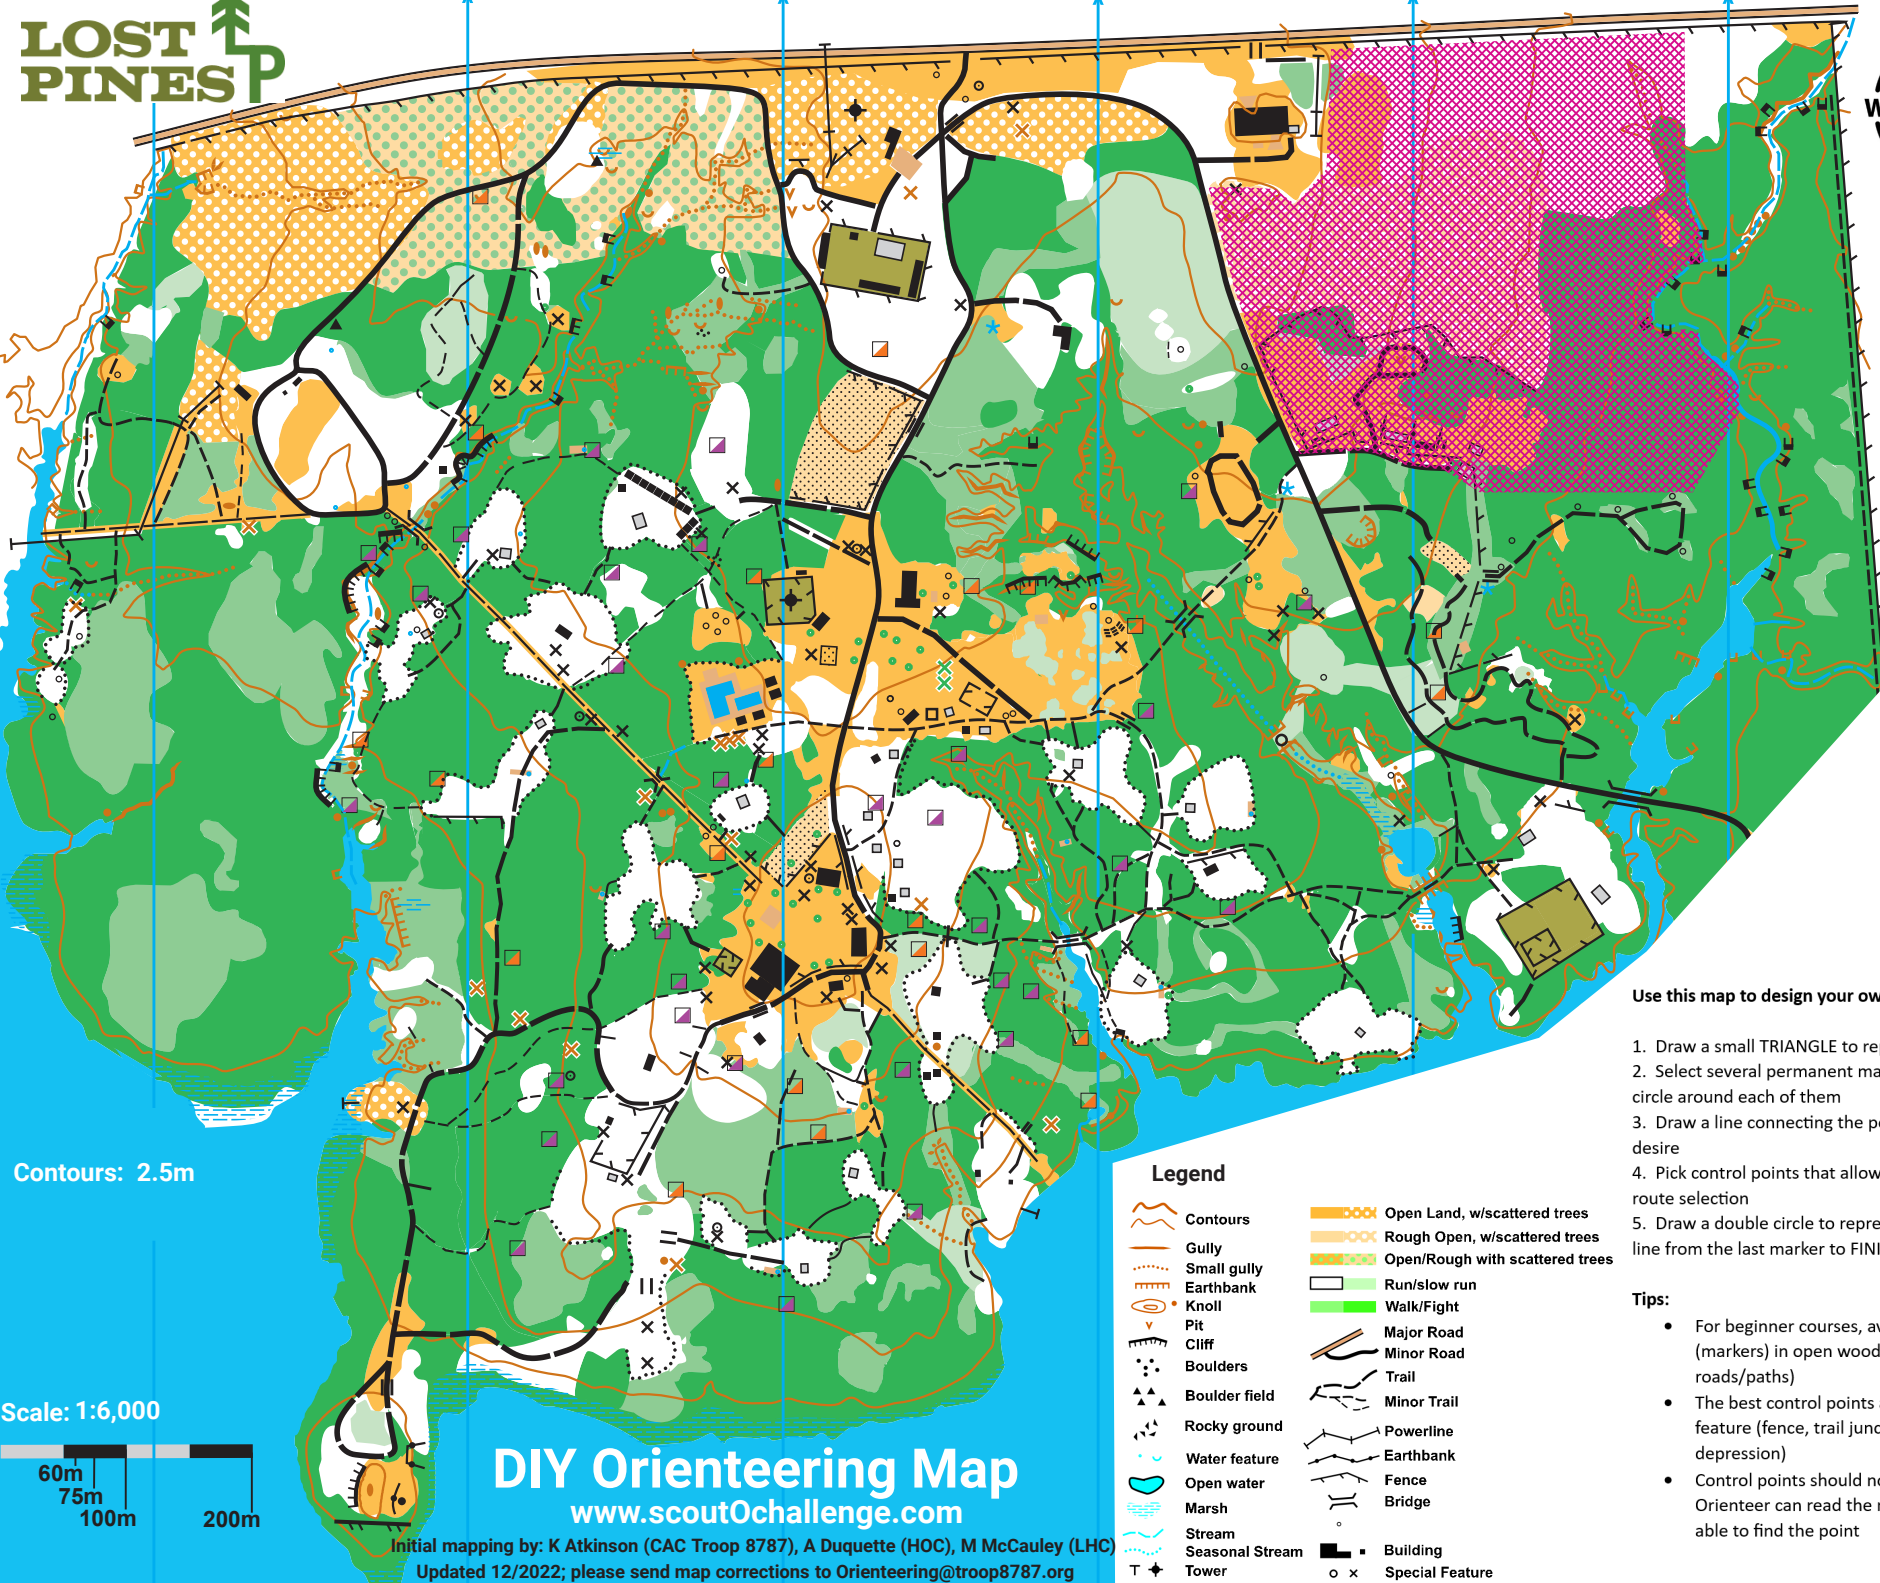 LOST
PINES
LP
W
Contours: 2.5m
Scale: 1:6,000
60m
75m
100m
200m
DIY Orienteering Map
www.scoutOchallenge.com
Initial mapping by: K Atkinson (CAC Troop 8787), A Duquette (HOC), M McCauley (LHC)
Updated 12/2022; please send map corrections to Orienteering@troop8787.org
Legend
Contours
Gully
Small gully
Earthbank
Knoll
Pit
Cliff
Boulders
Boulder field
Rocky ground
Water feature
Open water
Marsh
Stream
Seasonal Stream
Tower
Open Land, w/scattered trees
Rough Open, w/scattered trees
Open/Rough with scattered trees
Run/slow run
Walk/Fight
Major Road
Minor Road
Trail
Minor Trail
Powerline
Earthbank
Fence
Bridge
Building
Special Feature
Use this map to design your ow
1. Draw a small TRIANGLE to re
2. Select several permanent ma
circle around each of them
3. Draw a line connecting the p
desire
4. Pick control points that allow
route selection
5. Draw a double circle to repre
line from the last marker to FINI
Tips:
• For beginner courses, av
(markers) in open wood
roads/paths)
• The best control points
feature (fence, trail junc
depression)
• Control points should no
Orienteer can read the
able to find the point